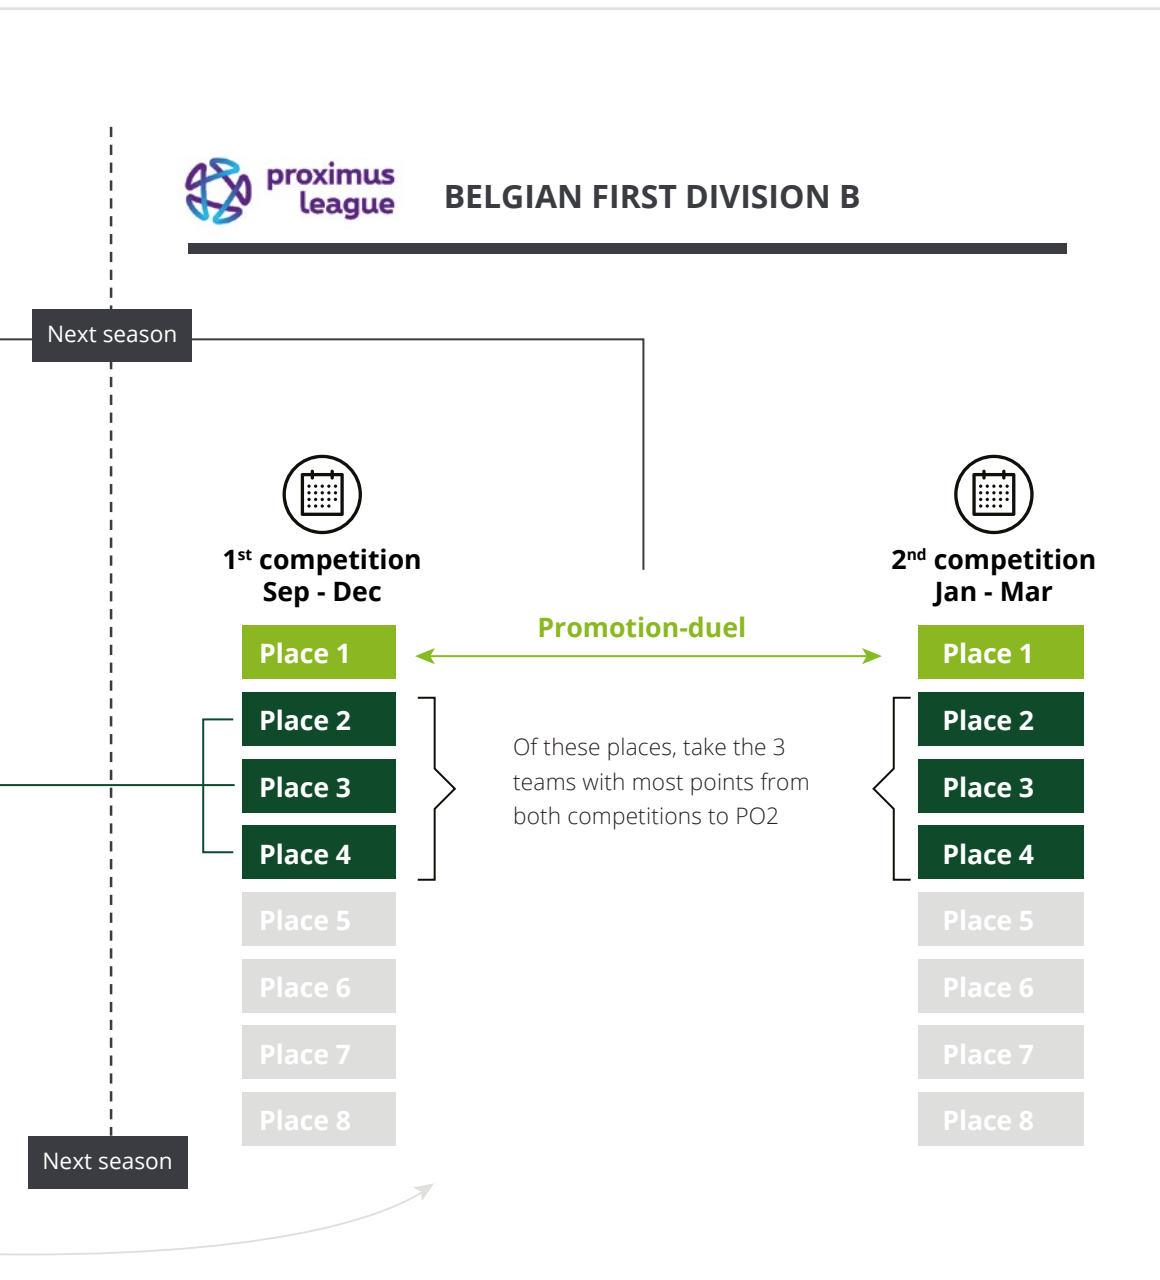 proximus
league
BELGIAN FIRST DIVISION B
Next season
1st competition
Sep - Dec
2nd competition
Jan - Mar
Promotion-duel
Place 1
Place 2
Place 3
Place 4
Place 5
Place 6
Place 7
Place 8
Of these places, take the 3
teams with most points from
both competitions to PO2
Place 1
Place 2
Place 3
Place 4
Place 5
Place 6
Place 7
Place 8
Next season